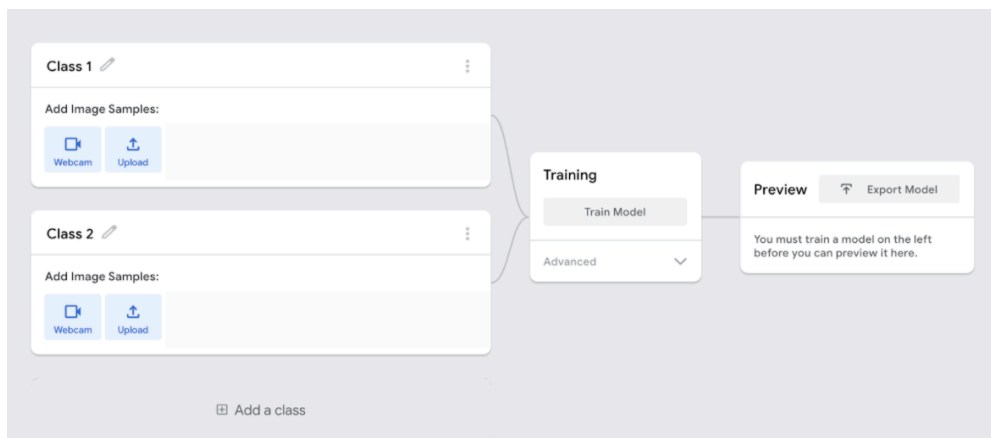 Class 1
Add Image Samples:
Webcam
Upload
Class 2
Add Image Samples:
Webcam
Upload
Add a class
Training
Train Model
Advanced
Preview
Export Model
You must train a model on the left
before you can preview it here.